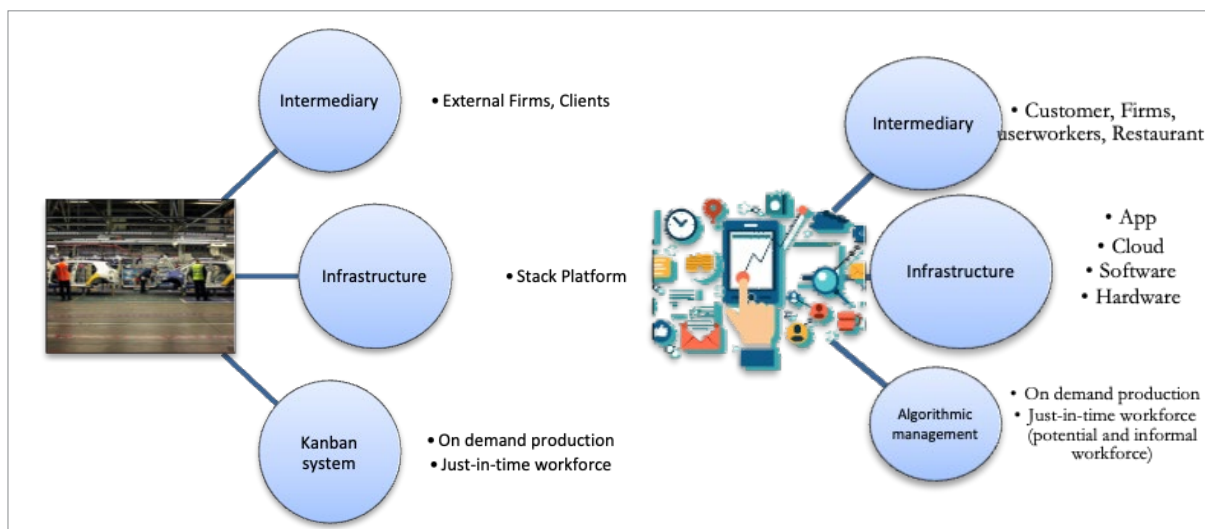 Intermediary
• External Firms, Clients
Infrastructure
• Stack Platform
Kanban
system
• On demand production
• Just-in-time workforce
Intermediary
• Customer, Firms,
userworkers, Restaurant
Infrastructure
• App
• Cloud
• Software
• Hardware
Algorithmic
management
• On demand production
• Just-in-time workforce
(potential and informal
workforce)